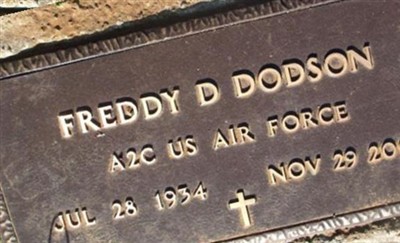 FREDDY D DODSON
A2C US AIR FORCE
JUL 28 1934 NOV 29